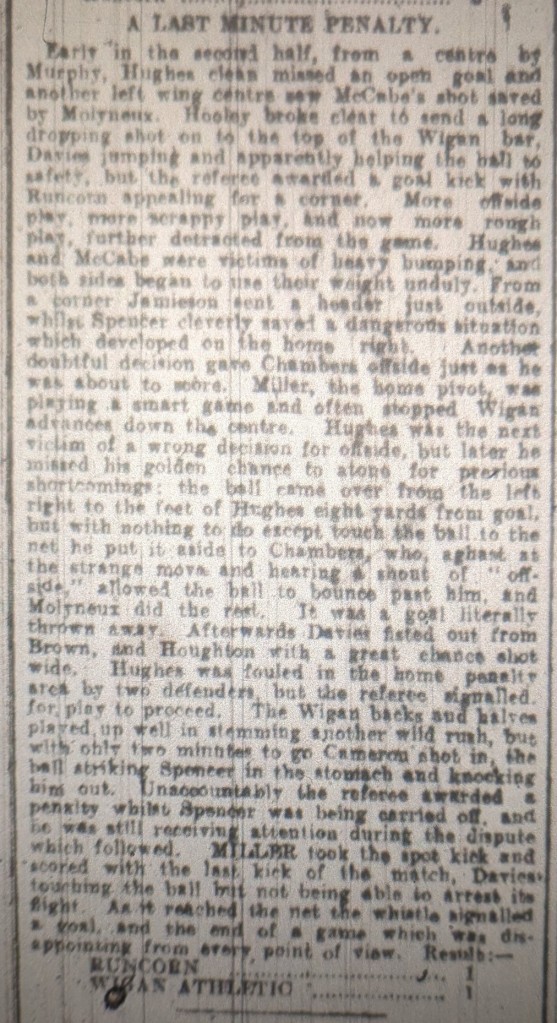 A LAST MINUTE PENALTY.
Early in the second half, from a centre by
Murphy, Hughes clean missed an open goal and
another left wing centre saw McCabe's shot saved
by Molyneux. Hooley broke clear to send a long
dropping shot on to the top of the Wigan bar,
Davies jumping and apparently helping the ball to
safety, but the referee awarded a goal kick with
Runcorn appealing for a corner. More offside
play, more scrappy play, and now more rough
play, further detracted from the game. Hughes
and McCabe were victims of heavy bumping, and
both sides began to use their weight unduly. From
a corner Jamieson sent a header just outside,
whilst Spencer cleverly saved a dangerous situation
which developed on the home right. Another
doubtful decision gave Chambers offside just as he
was about to score. Miller, the home pivot, was
playing a smart game and often stopped Wigan
advances down the centre. Hughes was the next
victim of a wrong decision for offside, but later he
missed his golden chance to atone for previous
shortcomings: the ball came over from the left
right to the feet of Hughes eight yards from goal,
but with nothing to do except touch the ball to the
net he put it aside to Chambers, who, aghast at
the strange move and hearing a shout of "off-
side," allowed the ball to bounce past him, and
Molyneux did the rest. It was a goal literally
thrown away. Afterwards Davies fisted out from
Brown, and Houghton with a great chance shot
wide. Hughes was fouled in the home penalty
area by two defenders, but the referee signalled
for play to proceed. The Wigan backs and halves
played up well in stemming another wild rush, but
with only two minutes to go Cameron shot in, the
ball striking Spencer in the stomach and knocking
him out. Unaccountably the referee awarded a
penalty whilst Spencer was being carried off, and
he was still receiving attention during the dispute
which followed. MILLER took the spot kick and
scored with the last kick of the match, Davies
touching the ball but not being able to arrest its
flight. As it reached the net the whistle signalled
a goal, and the end of a game which was dis-
appointing from every point of view. Result:—
RUNCORN .................... 1
WIGAN ATHLETIC .............. 1